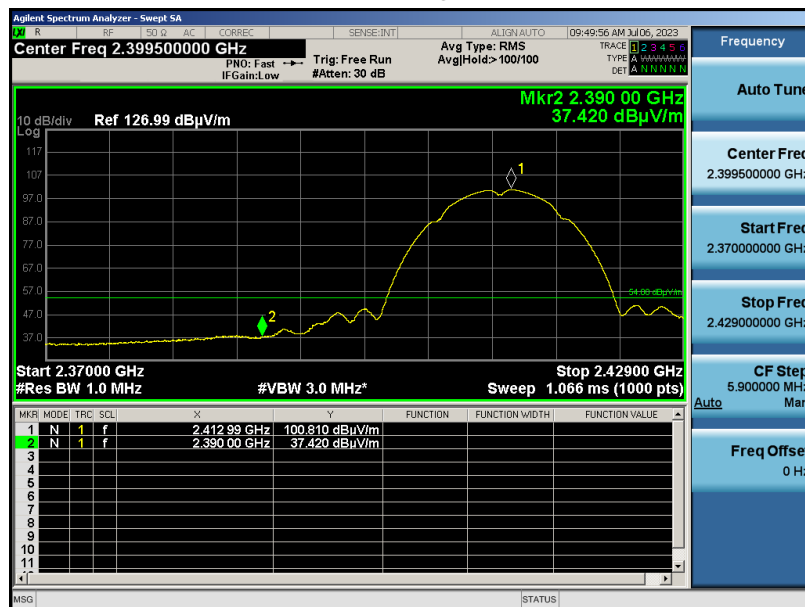 Agilent Spectrum Analyzer - Swept SA
LXI R RF 50 Ω AC CORREC SENSE:INT ALIGN AUTO 09:49:56 AM Jul 06, 2023
Center Freq 2.399500000 GHz
PNO: Fast
IFGain:Low
Trig: Free Run
#Atten: 30 dB
Avg Type: RMS
Avg|Hold:>100/100
TRACE 1 2 3 4 5 6
TYPE A
DET A N N N N N
Mkr2 2.390 00 GHz
37.420 dBµV/m
10 dB/div
Log
Ref 126.99 dBµV/m
117
107
97.0
87.0
77.0
67.0
57.0
47.0
37.0
1
2
54.00 dBµV/m
Start 2.37000 GHz
Stop 2.42900 GHz
#Res BW 1.0 MHz
#VBW 3.0 MHz*
Sweep 1.066 ms (1000 pts)
MKR MODE TRC SCL X Y FUNCTION FUNCTION WIDTH FUNCTION VALUE
1 N 1 f 2.412 99 GHz 100.810 dBµV/m
2 N 1 f 2.390 00 GHz 37.420 dBµV/m
3
4
5
6
7
8
9
10
11
MSG
STATUS
Frequency
Auto Tune
Center Freq
2.399500000 GHz
Start Freq
2.370000000 GHz
Stop Freq
2.429000000 GHz
CF Step
5.900000 MHz
Auto Man
Freq Offset
0 Hz